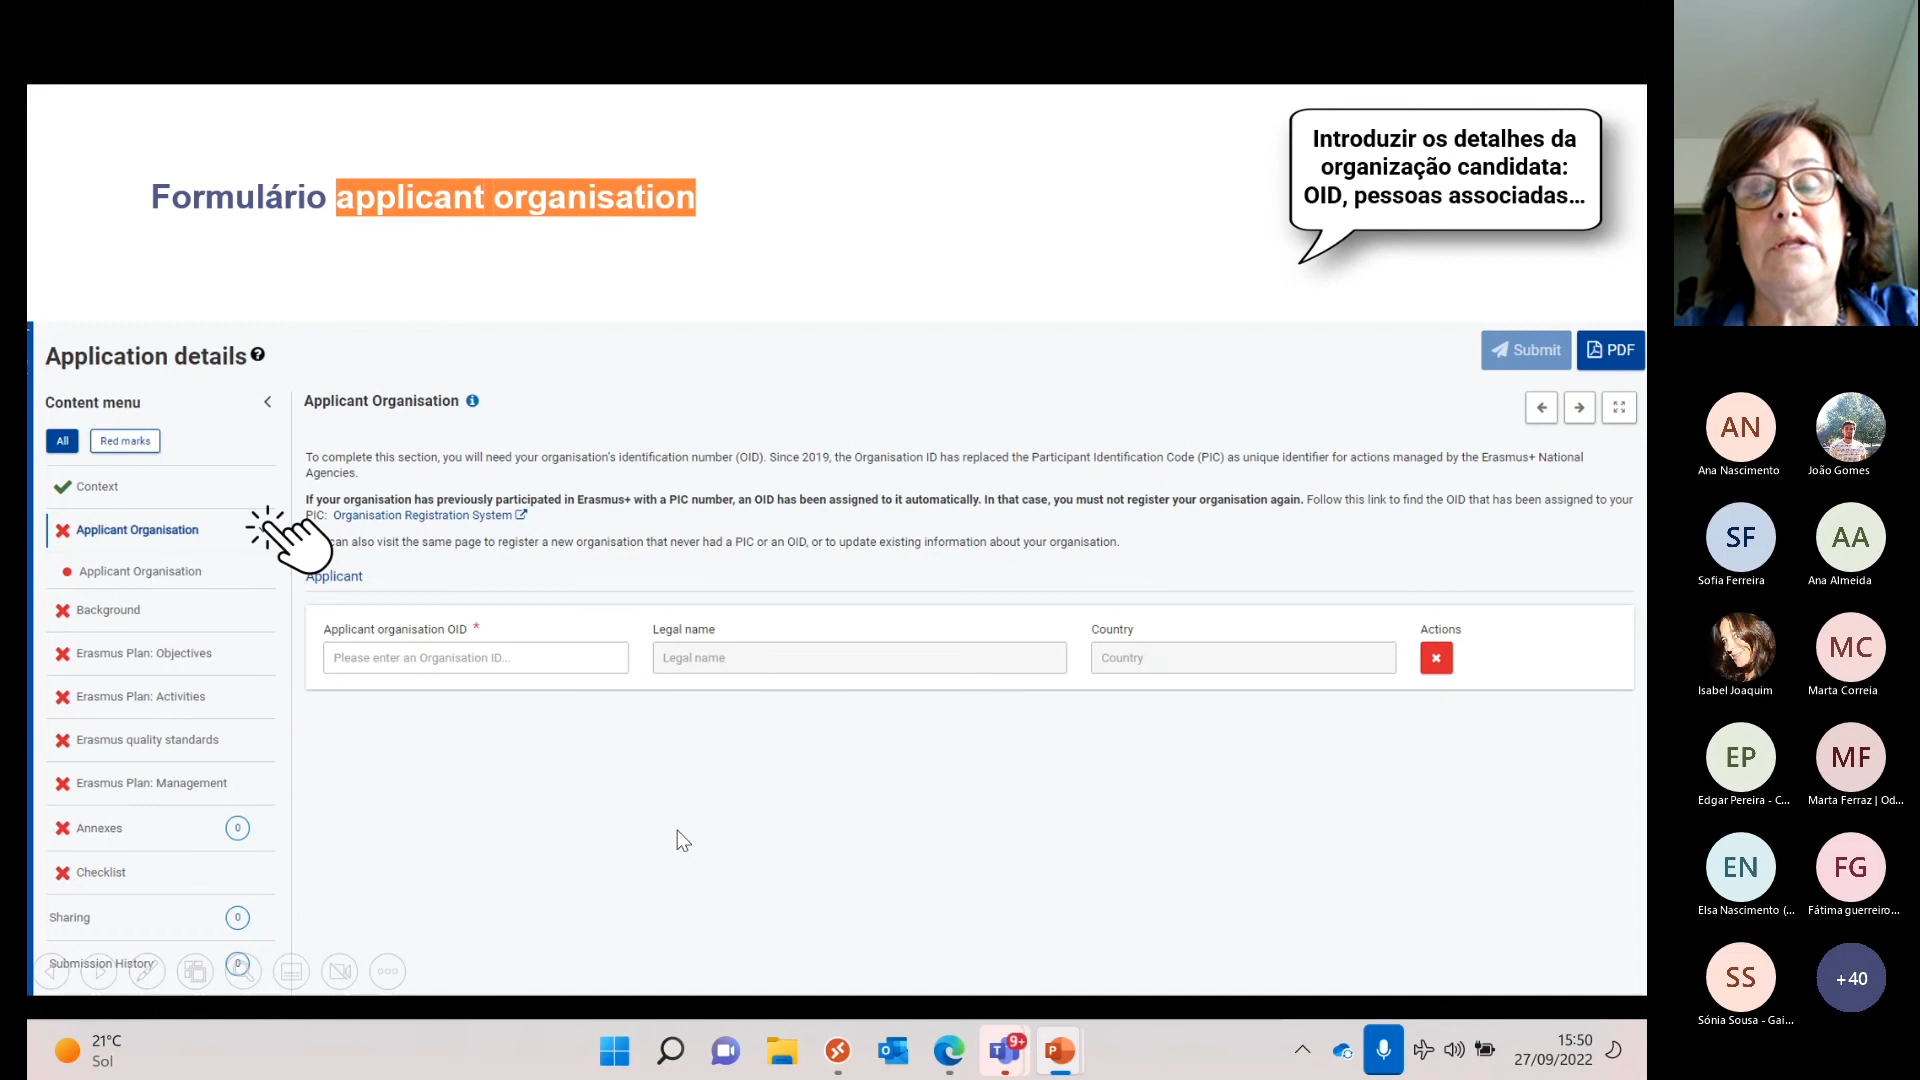 Formulário applicant organisation
Introduzir os detalhes da
organização candidata:
OID, pessoas associadas...
Application details
Submit
PDF
Content menu
All
Red marks
Context
Applicant Organisation
Applicant Organisation
Background
Erasmus Plan: Objectives
Erasmus Plan: Activities
Erasmus quality standards
Erasmus Plan: Management
Annexes 0
Checklist
Sharing 0
Submission History 0
Applicant Organisation
To complete this section, you will need your organisation's identification number (OID). Since 2019, the Organisation ID has replaced the Participant Identification Code (PIC) as unique identifier for actions managed by the Erasmus+ National
Agencies.
If your organisation has previously participated in Erasmus+ with a PIC number, an OID has been assigned to it automatically. In that case, you must not register your organisation again. Follow this link to find the OID that has been assigned to your
PIC: Organisation Registration System
can also visit the same page to register a new organisation that never had a PIC or an OID, or to update existing information about your organisation.
Applicant
Applicant organisation OID * Legal name Country Actions
Please enter an Organisation ID... Legal name Country
AN
Ana Nascimento
João Gomes
SF
Sofia Ferreira
AA
Ana Almeida
Isabel Joaquim
MC
Marta Correia
EP
Edgar Pereira - C...
MF
Marta Ferraz | Od...
EN
Elsa Nascimento (...
FG
Fátima guerreiro...
SS
Sónia Sousa - Gai...
+40
21°C
Sol
9+
15:50
27/09/2022